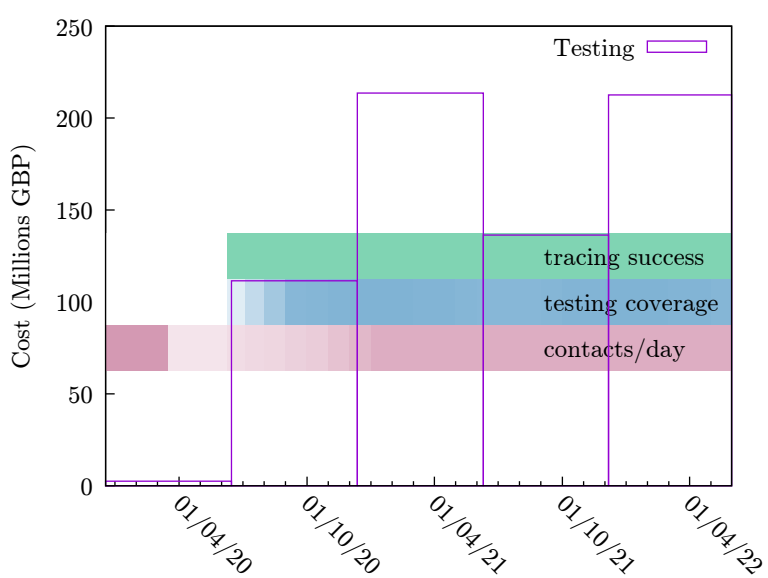 250
Testing
200
Cost (Millions GBP)
150
tracing success
100
testing coverage
contacts/day
50
0
01/04/20
01/10/20
01/04/21
01/10/21
01/04/22